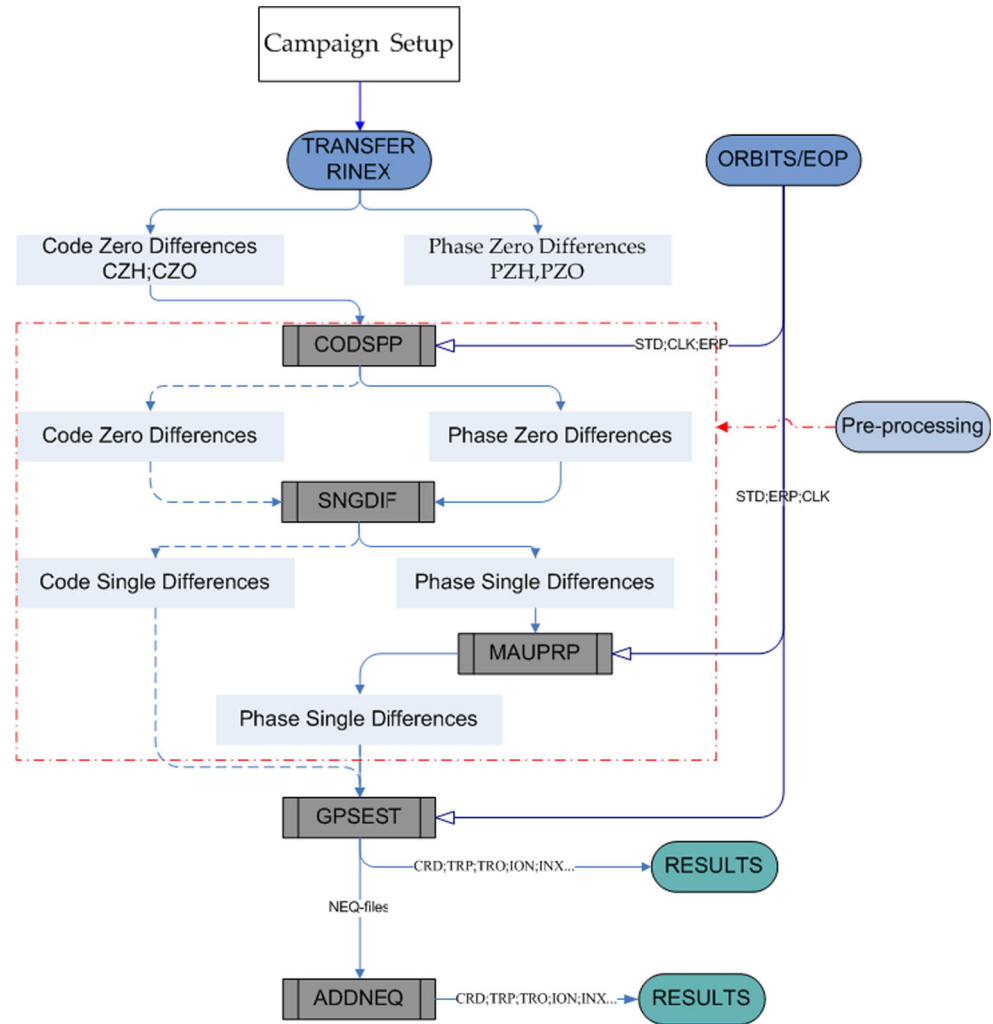 Campaign Setup
TRANSFER
RINEX
ORBITS/EOP
Code Zero Differences
CZH;CZO
Phase Zero Differences
PZH,PZO
CODSPP
STD;CLK;ERP
Code Zero Differences
Phase Zero Differences
Pre-processing
SNGDIF
STD;ERP;CLK
Code Single Differences
Phase Single Differences
MAUPRP
Phase Single Differences
GPSEST
CRD;TRP;TRO;ION;INX...
RESULTS
NEQ-files
ADDNEQ
CRD;TRP;TRO;ION;INX...
RESULTS